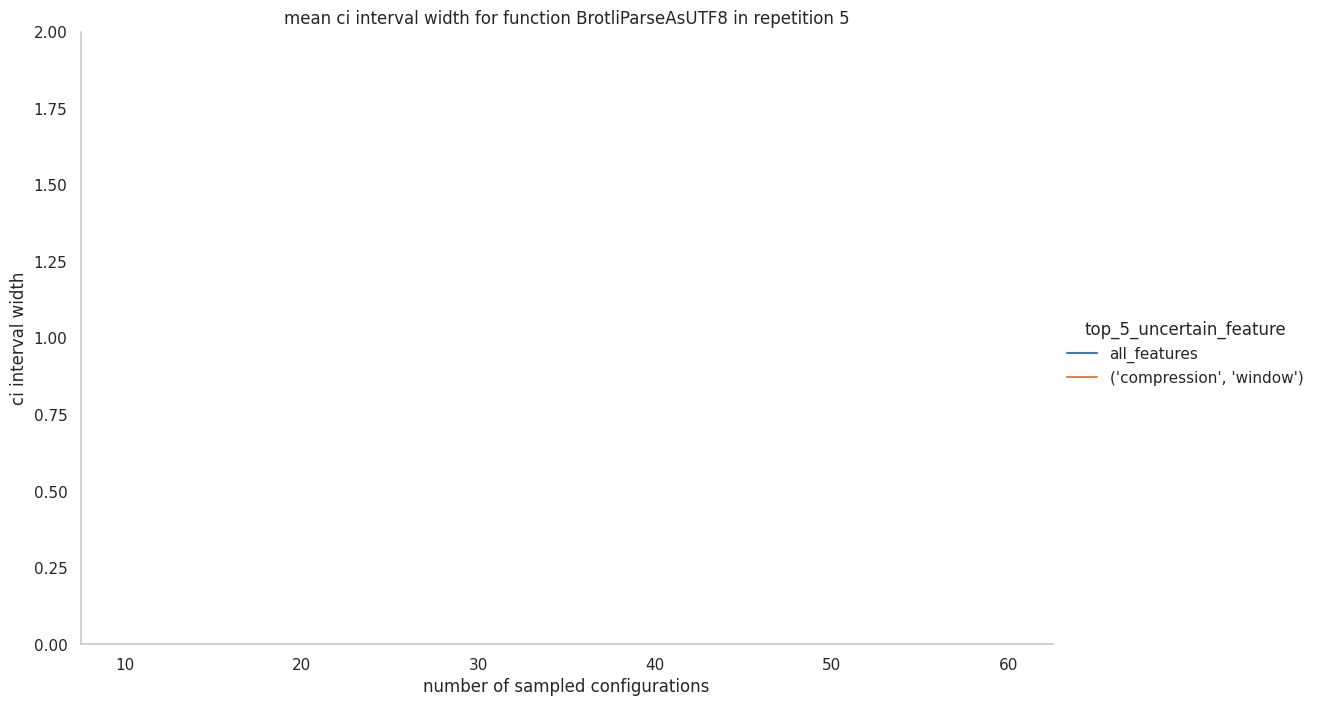 mean ci interval width for function BrotliParseAsUTF8 in repetition 5
2.00
1.75
1.50
1.25
1.00
0.75
0.50
0.25
0.00
ci interval width
10 20 30 40 50 60
number of sampled configurations
top_5_uncertain_feature
all_features
('compression', 'window')